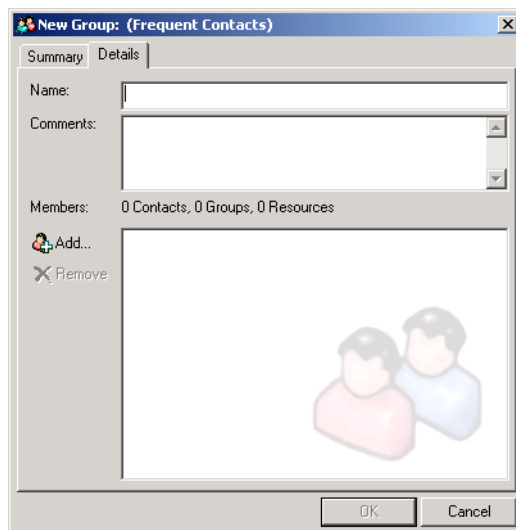 New Group: (Frequent Contacts)
Summary Details
Name:
Comments:
Members: 0 Contacts, 0 Groups, 0 Resources
Add...
Remove
OK Cancel